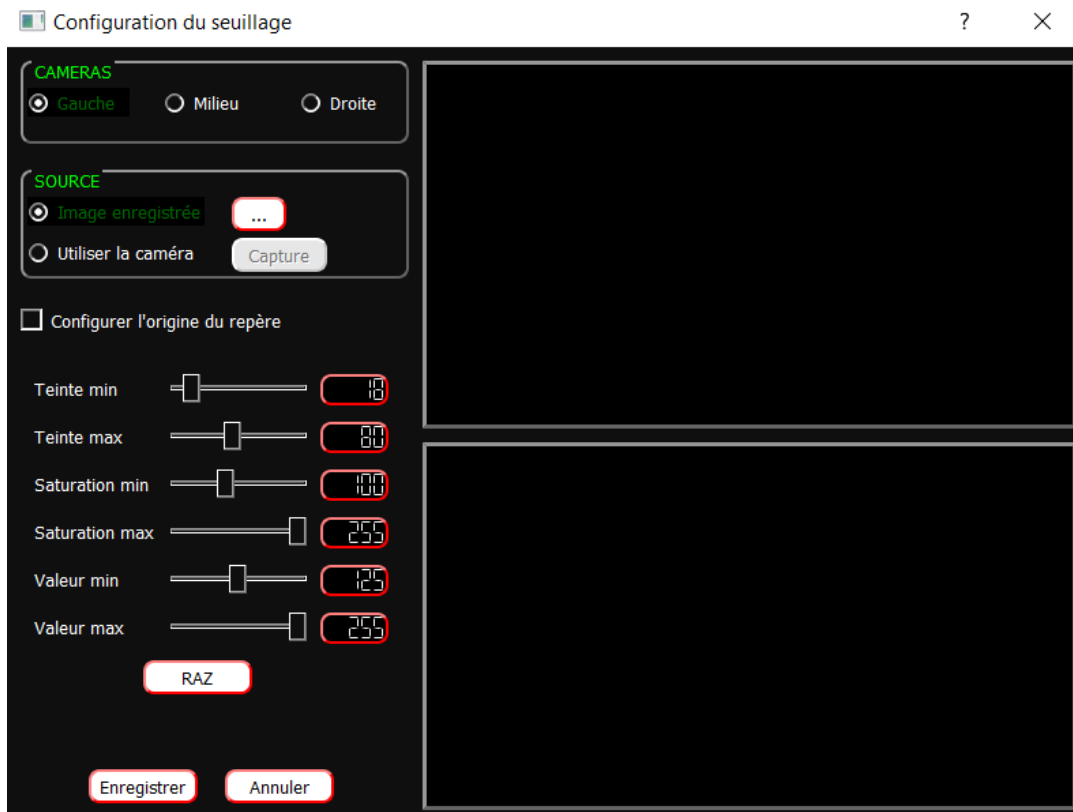 Configuration du seuillage ?
CAMERAS
Gauche Milieu Droite
SOURCE
Image enregistrée ...
Utiliser la caméra Capture
Configurer l'origine du repère
Teinte min 18
Teinte max 80
Saturation min 100
Saturation max 255
Valeur min 125
Valeur max 255
RAZ
Enregistrer Annuler